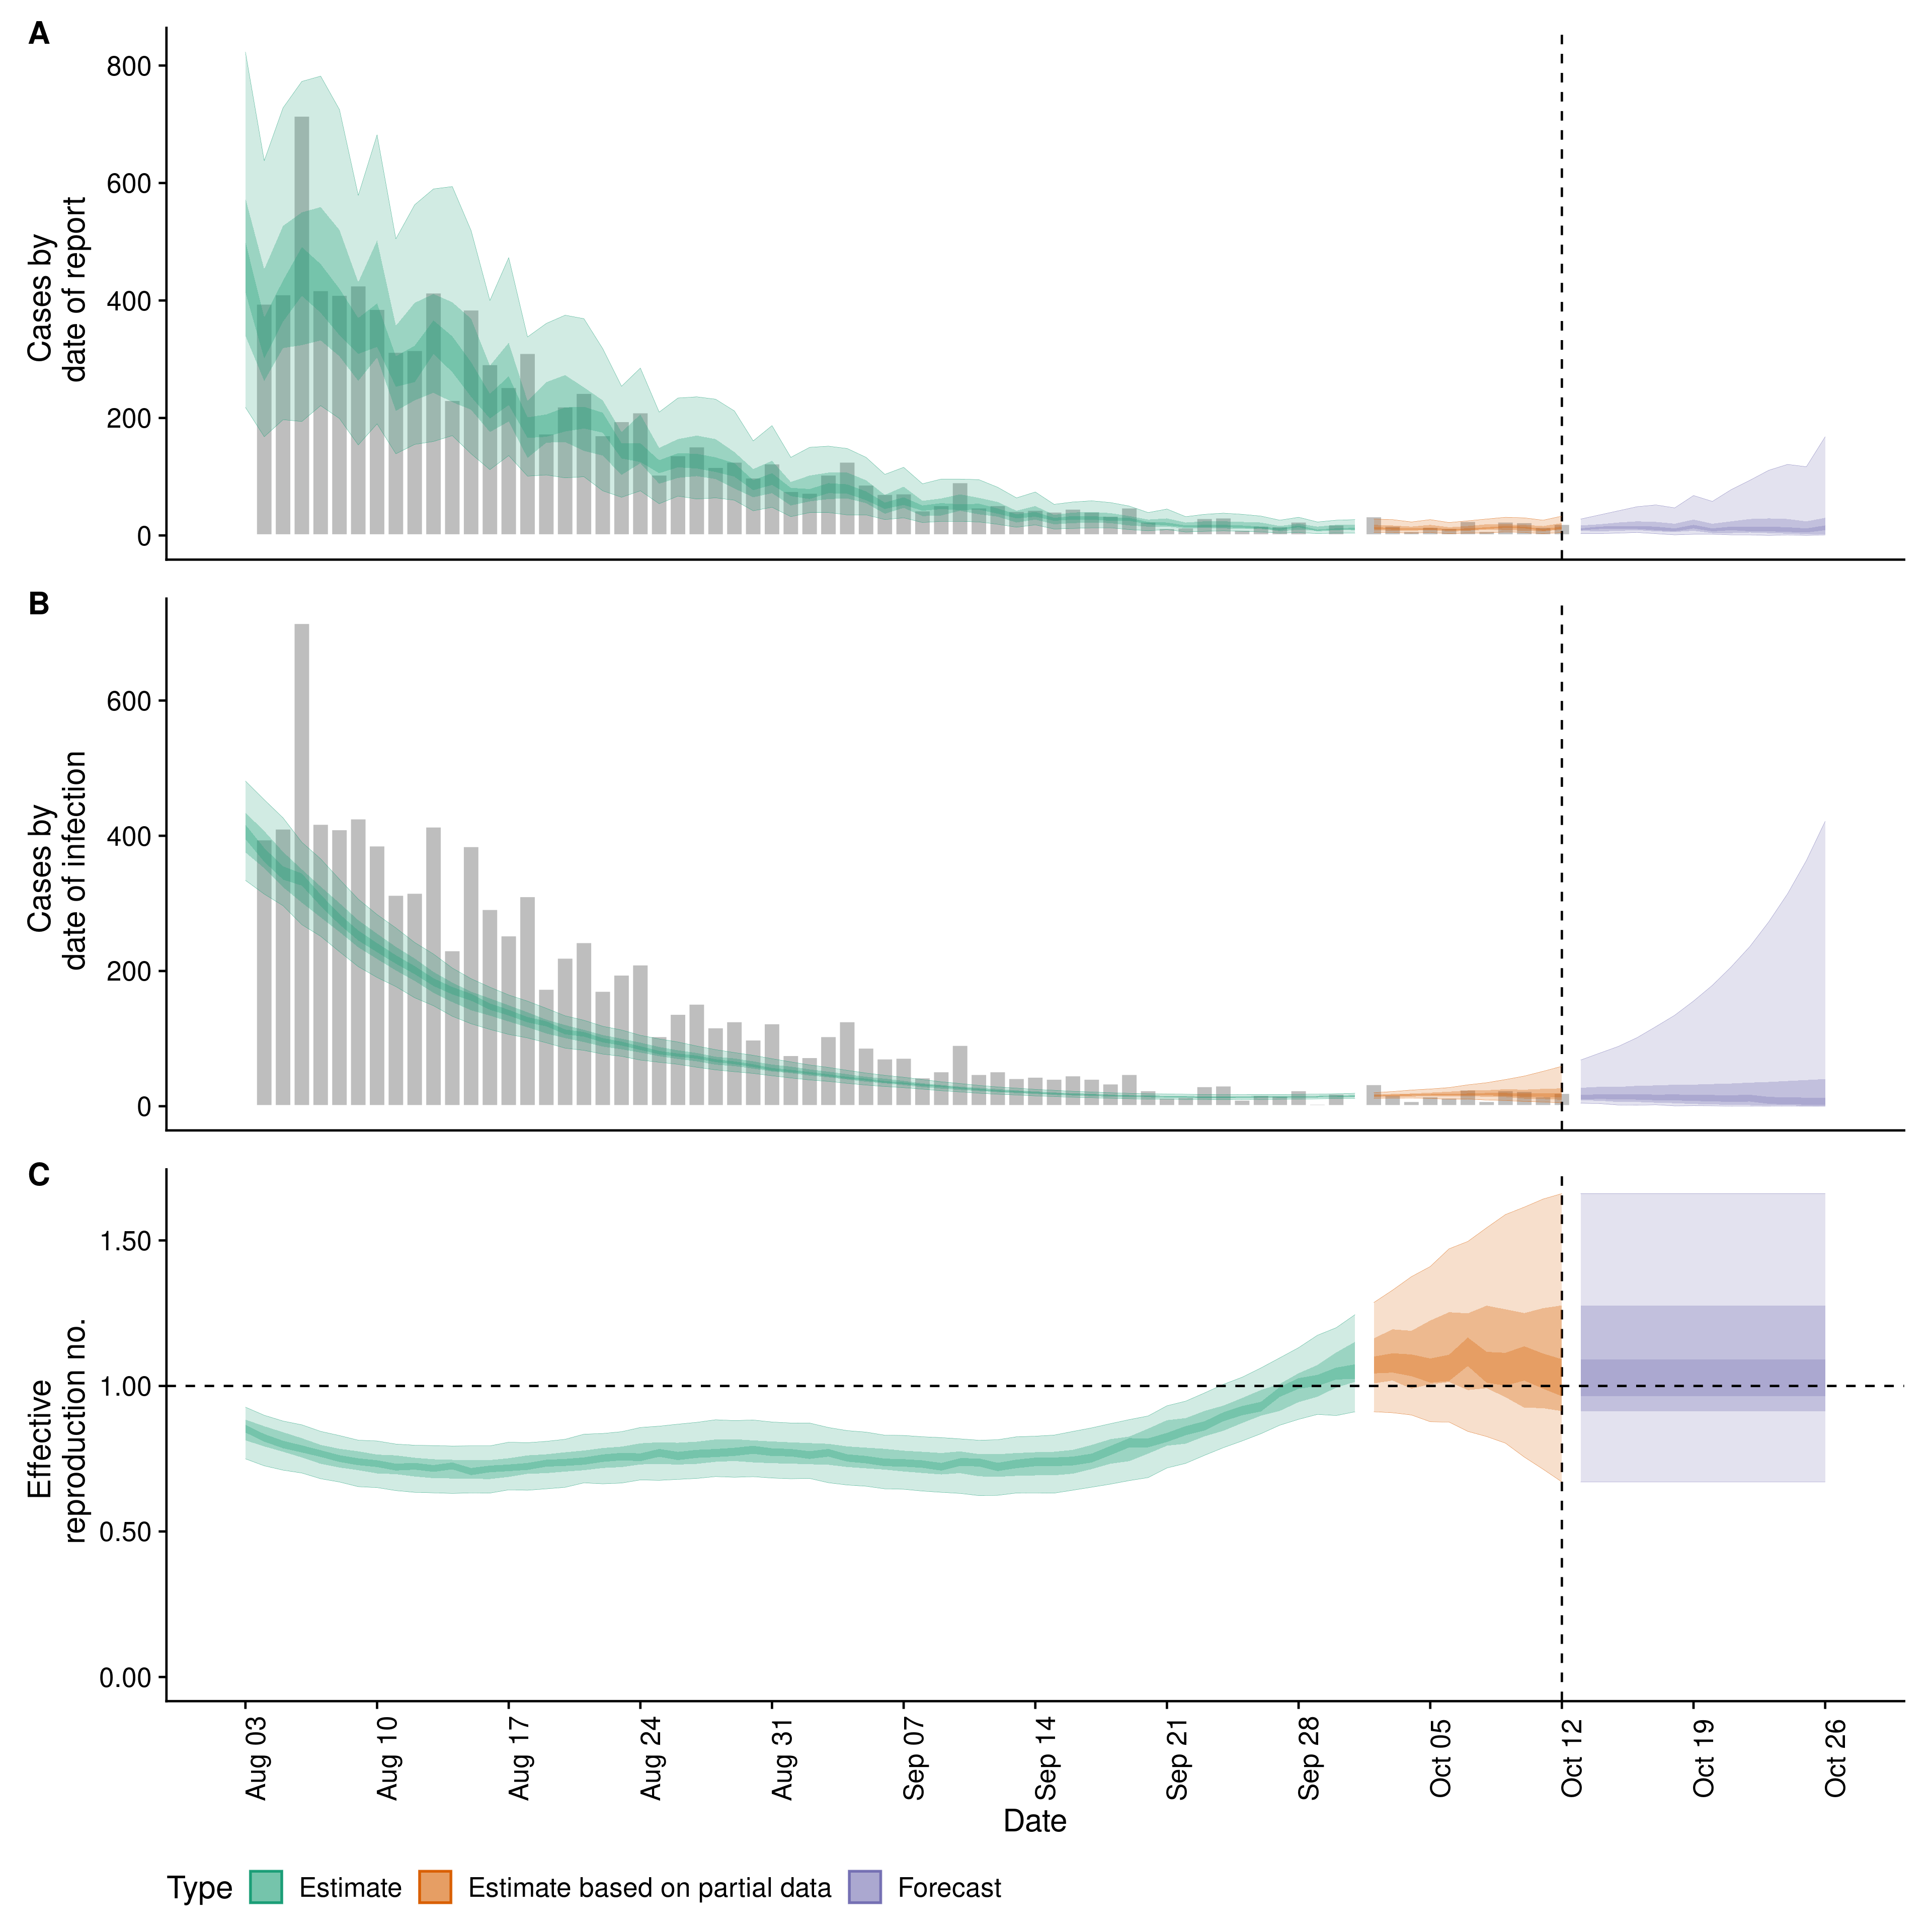 A
Cases by
date of report
800
600
400
200
0
B
Cases by
date of infection
600
400
200
0
C
Effective
reproduction no.
1.50
1.00
0.50
0.00
Aug 03
Aug 10
Aug 17
Aug 24
Aug 31
Sep 07
Sep 14
Sep 21
Sep 28
Oct 05
Oct 12
Oct 19
Oct 26
Date
Type Estimate Estimate based on partial data Forecast